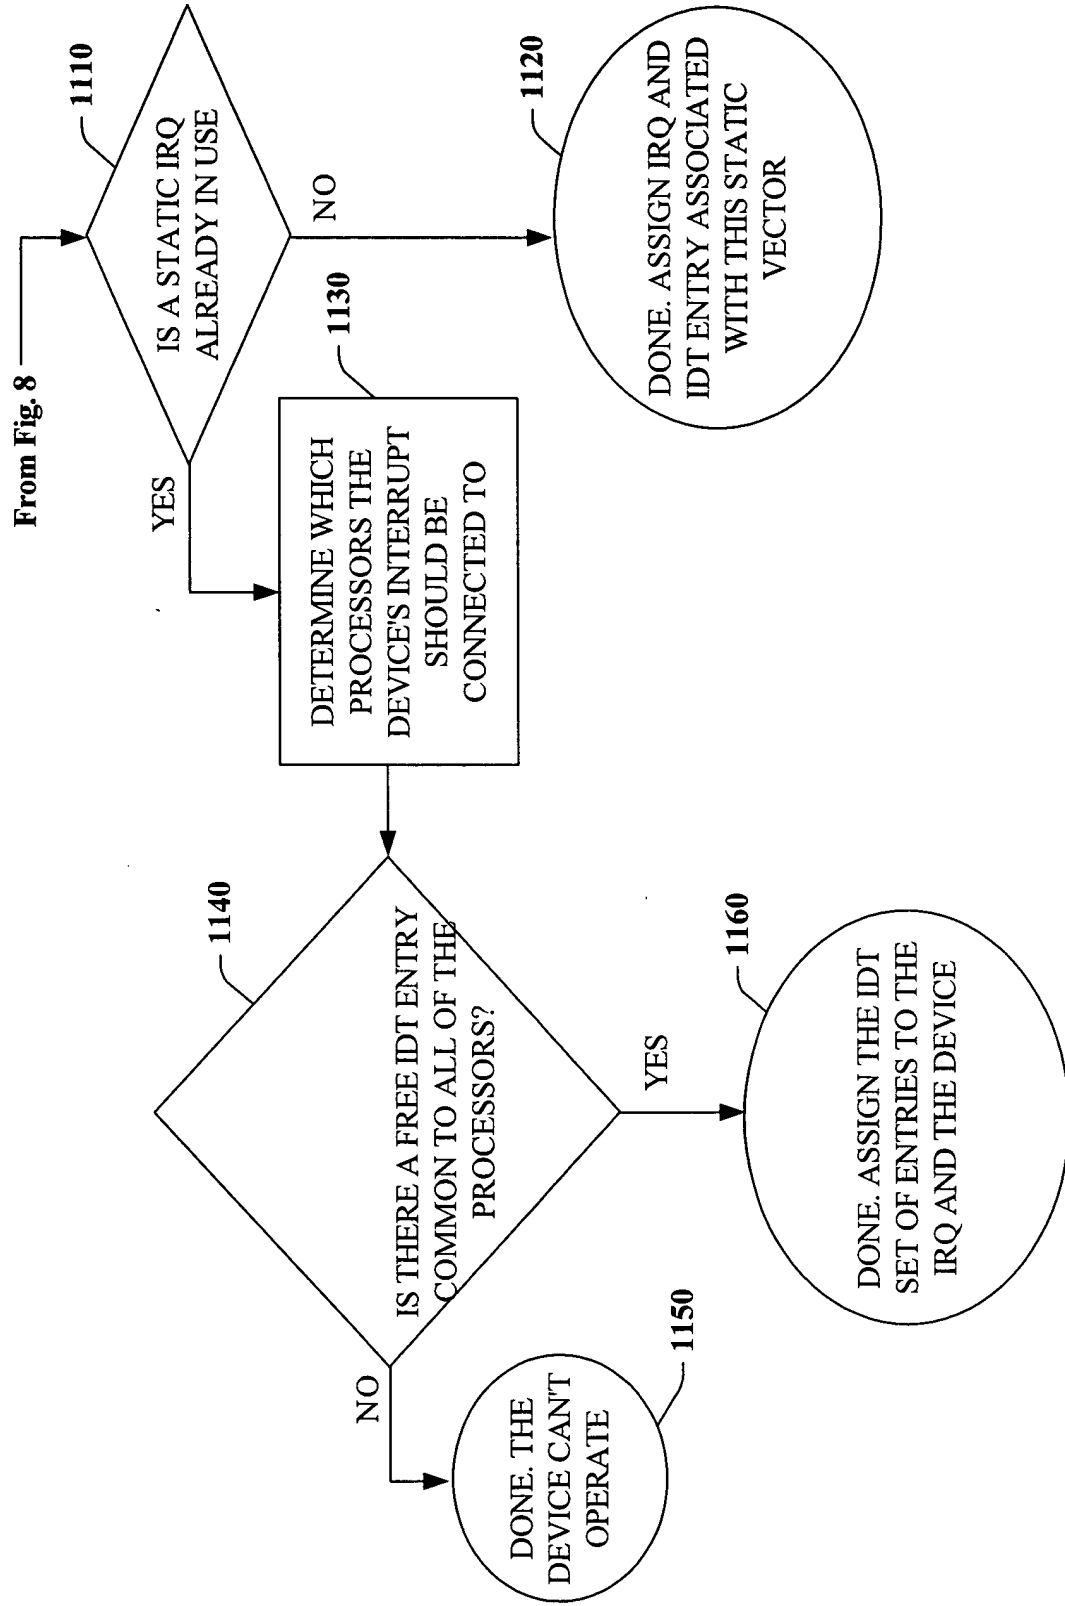 From Fig. 8
1110
IS A STATIC IRQ
ALREADY IN USE
YES
NO
1120
DONE. ASSIGN IRQ AND
IDT ENTRY ASSOCIATED
WITH THIS STATIC
VECTOR
1130
DETERMINE WHICH
PROCESSORS THE
DEVICE'S INTERRUPT
SHOULD BE
CONNECTED TO
1140
IS THERE A FREE IDT ENTRY
COMMON TO ALL OF THE
PROCESSORS?
NO
YES
1150
DONE. THE
DEVICE CAN'T
OPERATE
1160
DONE. ASSIGN THE IDT
SET OF ENTRIES TO THE
IRQ AND THE DEVICE